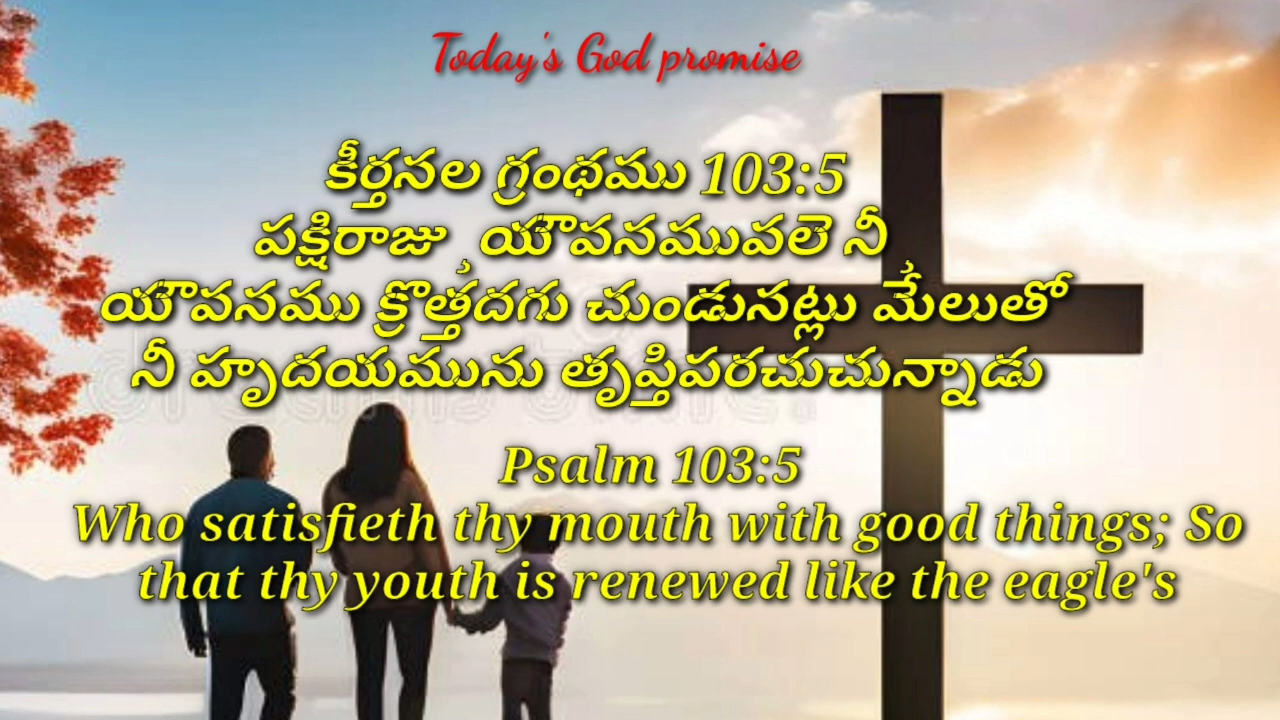 Today's God promise
కీర్తనల గ్రంథము 103:5
పక్షిరాజు ¸ యౌవనమువలె నీ ¸
యౌవనము క్రొత్తదగు చుండునట్లు మేలుతో
నీ హృదయమును తృప్తిపరచుచున్నాడు
Psalm 103:5
Who satisfieth thy mouth with good things; So
that thy youth is renewed like the eagle's